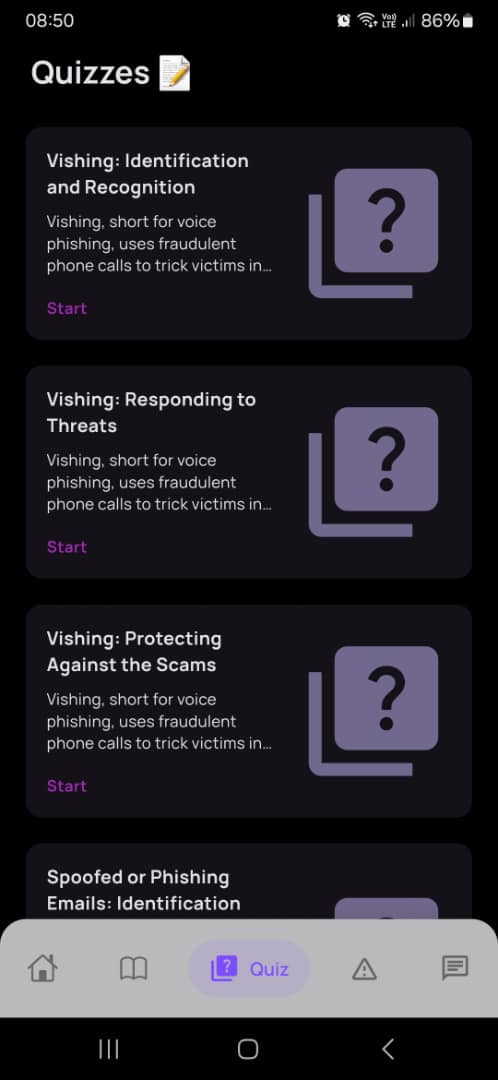 08:50 Vo)) LTE 86%
Quizzes
Vishing: Identification
and Recognition
Vishing, short for voice
phishing, uses fraudulent
phone calls to trick victims in...
Start
Vishing: Responding to
Threats
Vishing, short for voice
phishing, uses fraudulent
phone calls to trick victims in...
Start
Vishing: Protecting
Against the Scams
Vishing, short for voice
phishing, uses fraudulent
phone calls to trick victims in...
Start
Spoofed or Phishing
Emails: Identification
Quiz